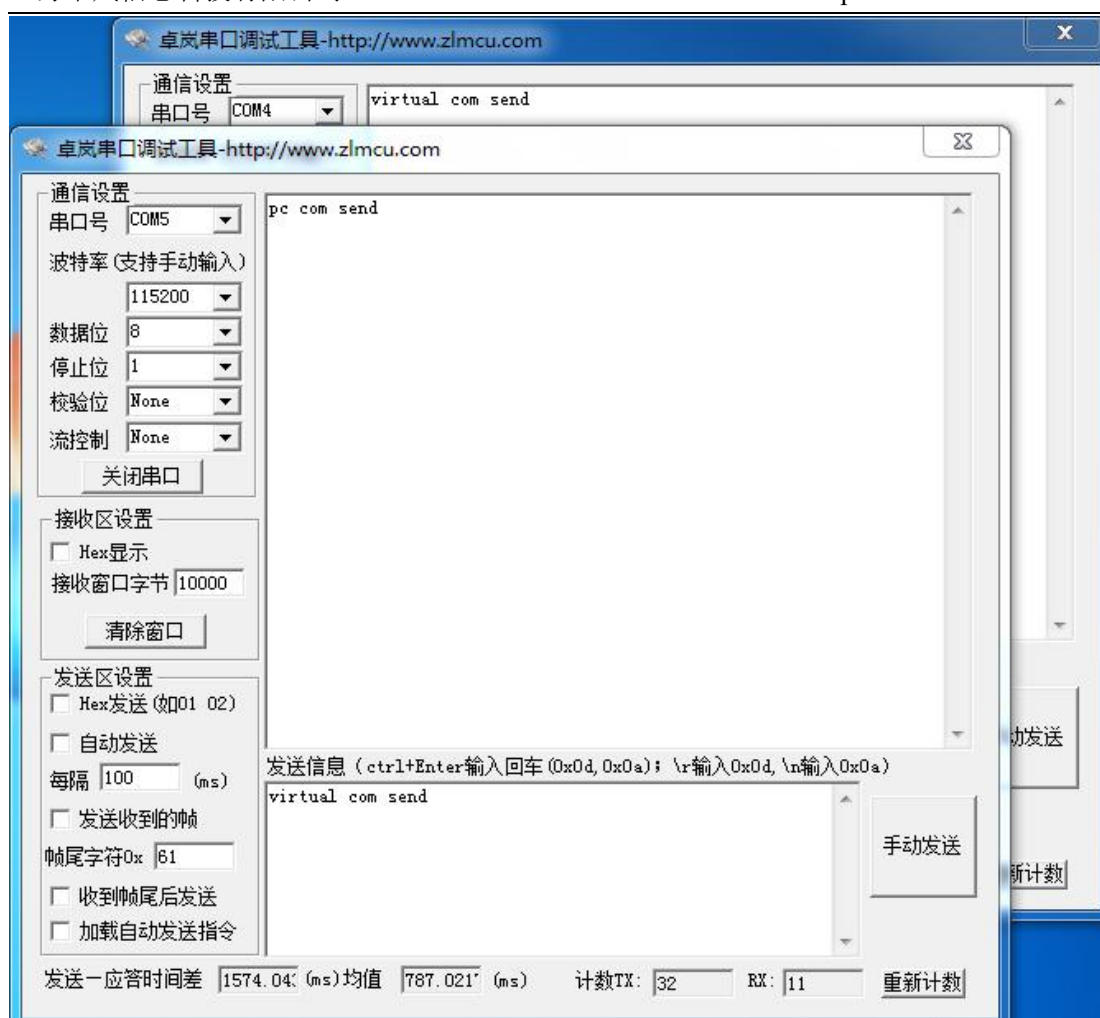 卓岚串口调试工具-http://www.zlmcu.com
通信设置
串口号 COM4
virtual com send
卓岚串口调试工具-http://www.zlmcu.com
通信设置
串口号 COM5
波特率(支持手动输入)
115200
数据位 8
停止位 1
校验位 None
流控制 None
关闭串口
接收区设置
Hex显示
接收窗口字节 10000
清除窗口
发送区设置
Hex发送(如01 02)
自动发送
每隔 100 (ms)
发送收到的帧
帧尾字符0x 61
收到帧尾后发送
加载自动发送指令
pc com send
发送信息（ctrl+Enter输入回车(0x0d,0x0a)；\r输入0x0d,\n输入0x0a）
virtual com send
手动发送
动发送
新计数
发送—应答时间差 1574.04 (ms)均值 787.021 (ms) 计数TX: 32 RX: 11 重新计数